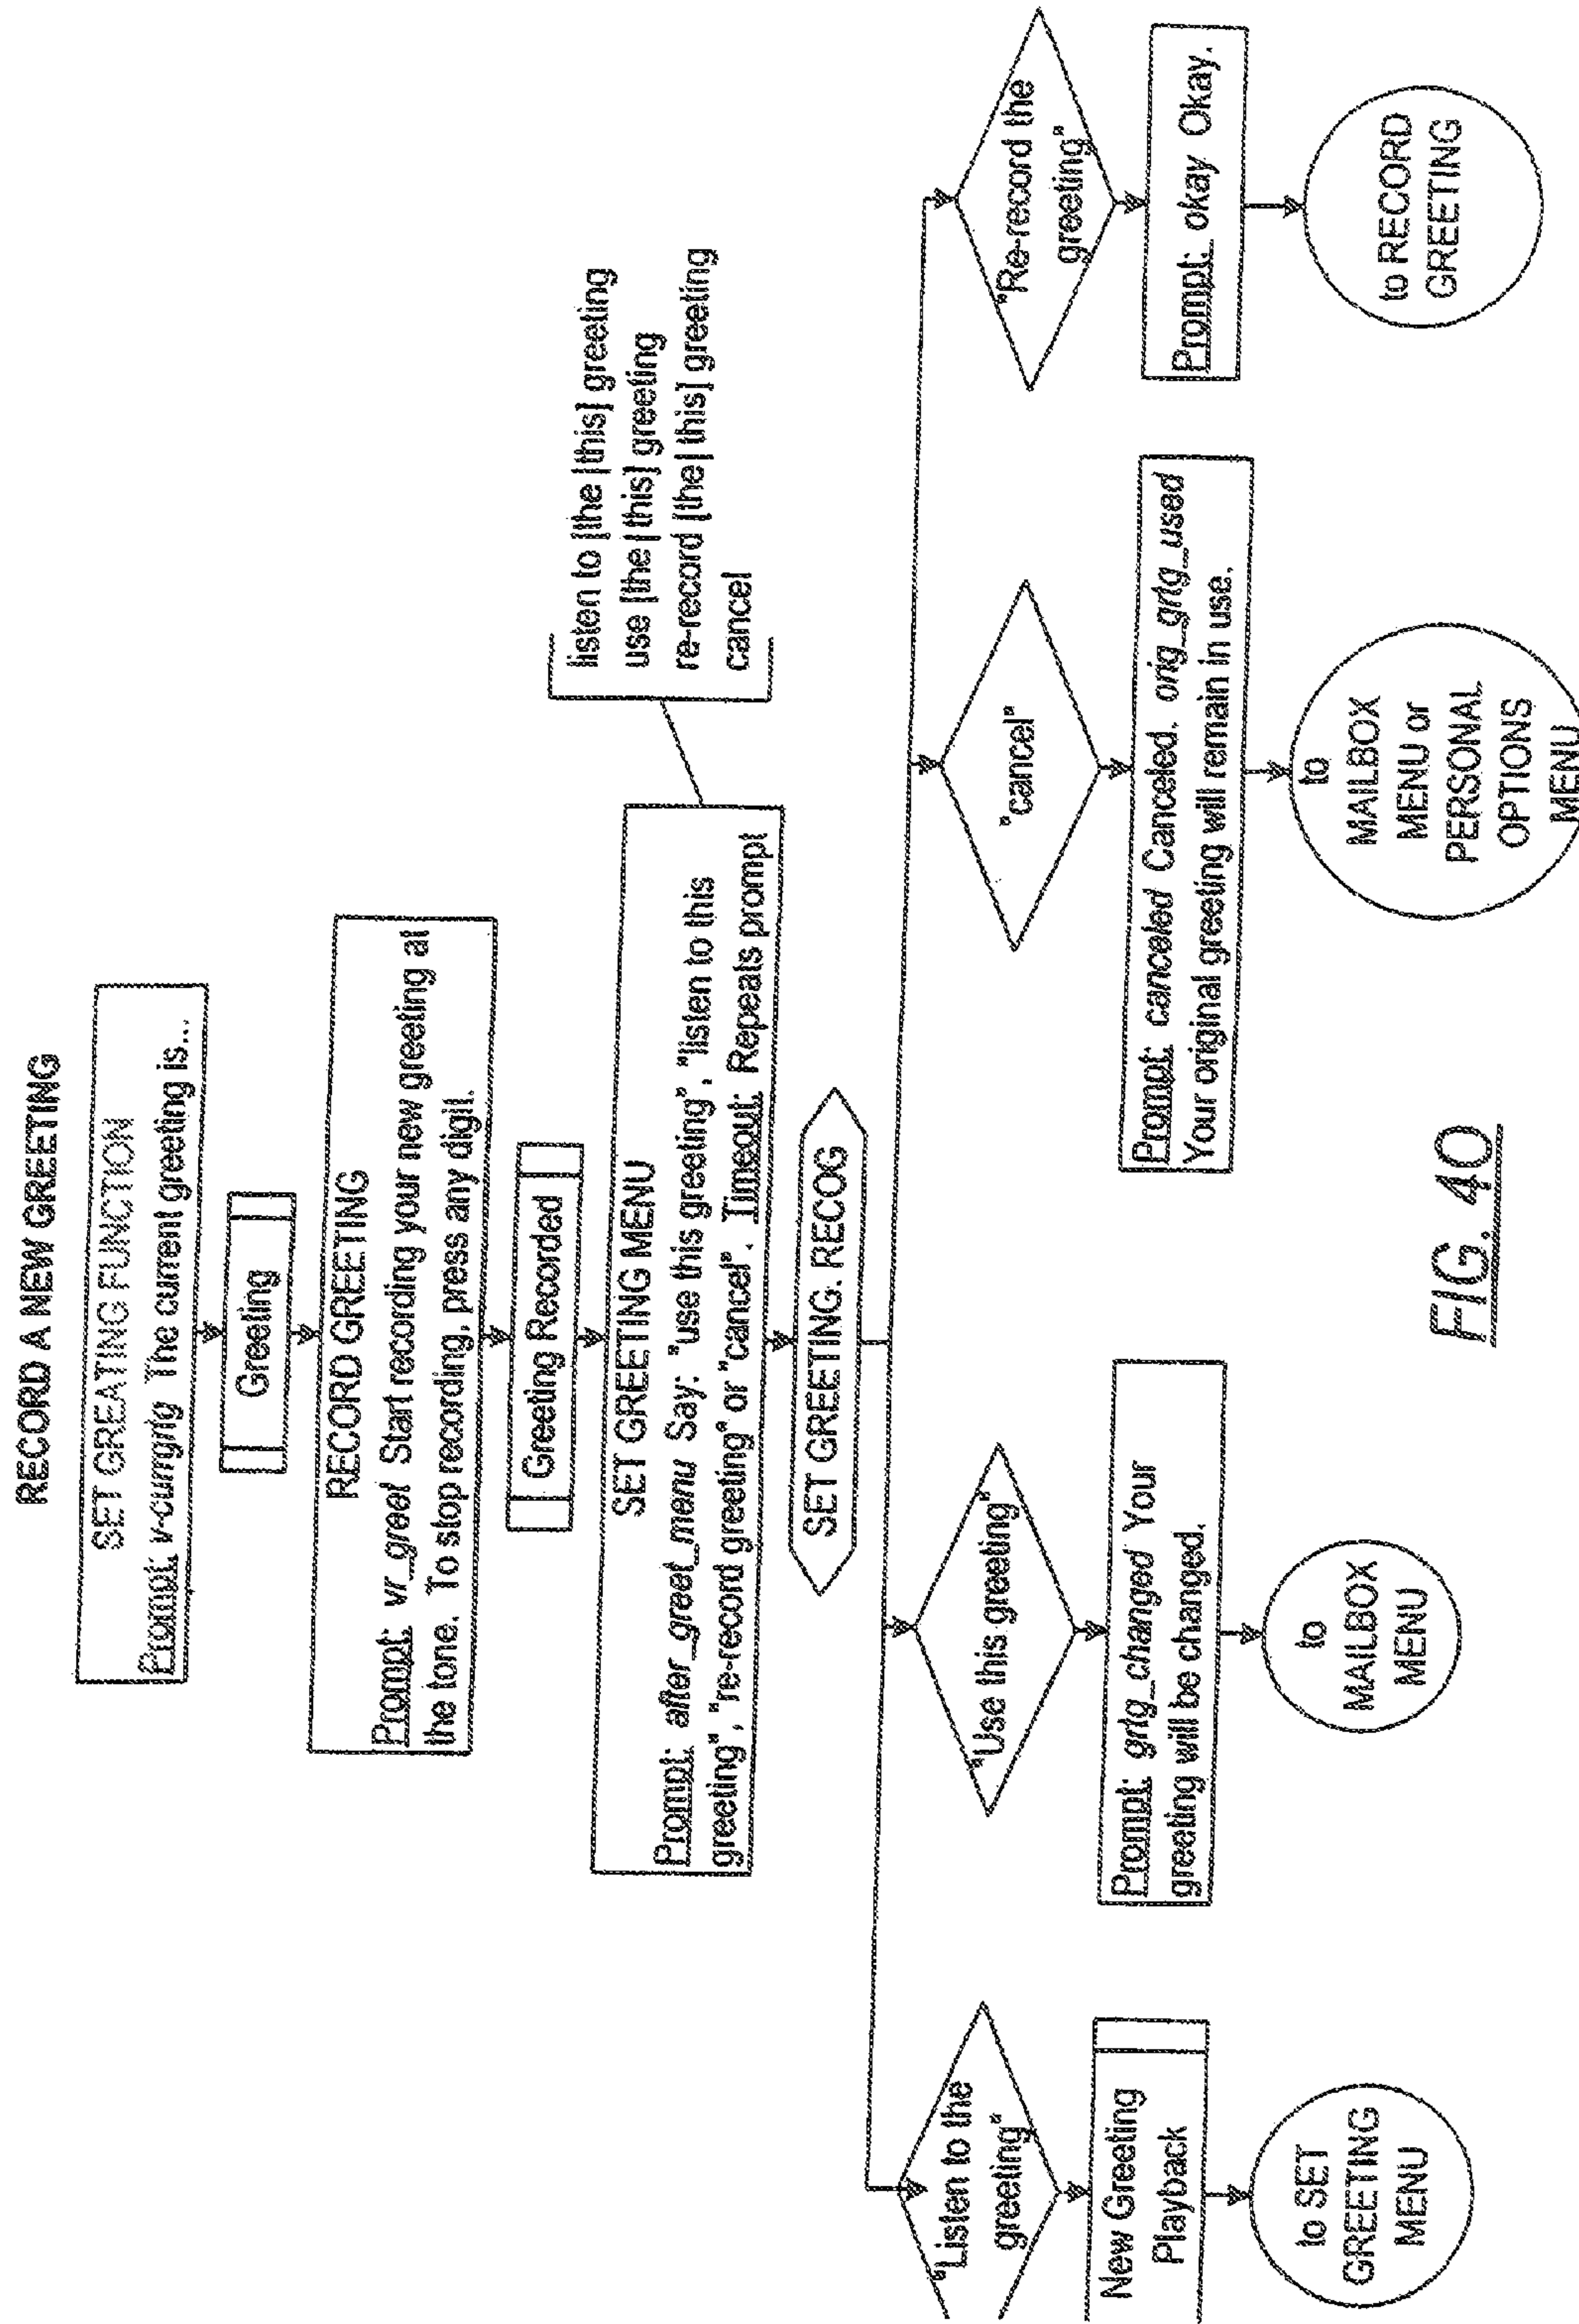 RECORD A NEW GREETING
SET GREATING FUNCTION
Prompt: v-currgrtg The current greeting is...
Greeting
RECORD GREETING
Prompt: vr_greet Start recording your new greeting at
the tone. To stop recording, press any digit.
Greeting Recorded
SET GREETING MENU
Prompt: after_greet_menu Say: "use this greeting", "listen to this
greeting", "re-record greeting" or "cancel". Timeout: Repeats prompt
listen to [the|this] greeting
use [the|this] greeting
re-record [the|this] greeting
cancel
SET GREETING. RECOG
"Listen to the
greeting"
New Greeting
Playback
to SET
GREETING
MENU
"Use this greeting"
Prompt: grtg_changed Your
greeting will be changed.
to
MAILBOX
MENU
"cancel"
Prompt: canceled Canceled. orig_grtg_used
Your original greeting will remain in use.
to
MAILBOX
MENU or
PERSONAL
OPTIONS
MENU
"Re-record the
greeting"
Prompt: okay Okay.
to RECORD
GREETING
FIG. 40